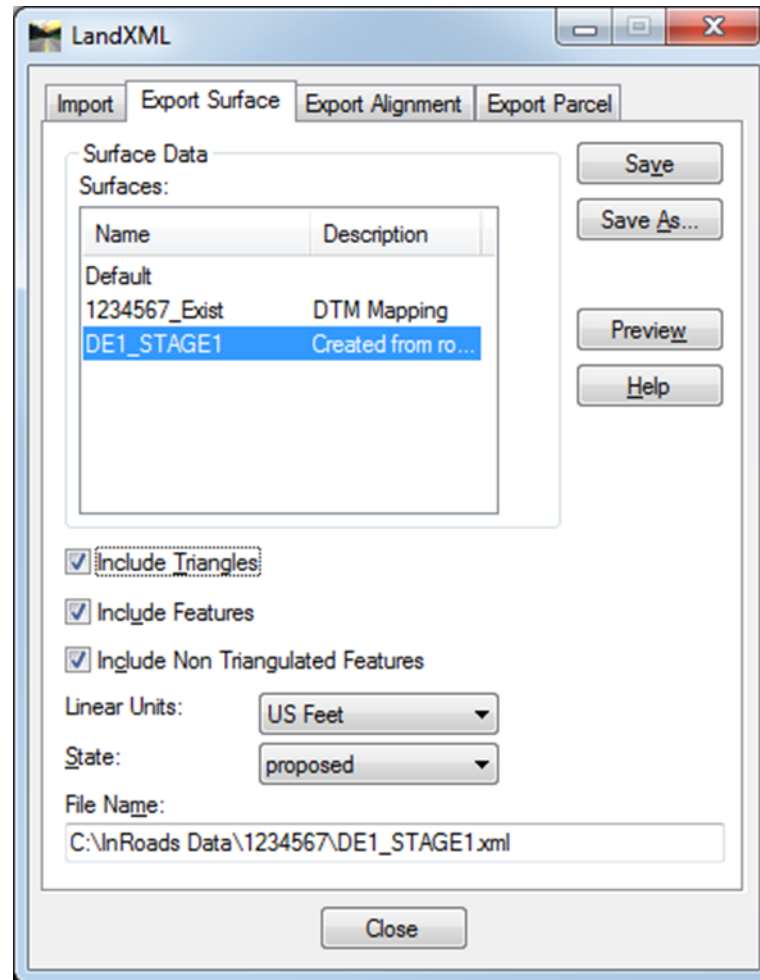 LandXML
Import
Export Surface
Export Alignment
Export Parcel
Surface Data
Surfaces:
Name Description
Default
1234567_Exist DTM Mapping
DE1_STAGE1 Created from ro...
Save
Save As...
Preview
Help
Include Triangles
Include Features
Include Non Triangulated Features
Linear Units: US Feet
State: proposed
File Name:
C:\InRoads Data\1234567\DE1_STAGE1.xml
Close